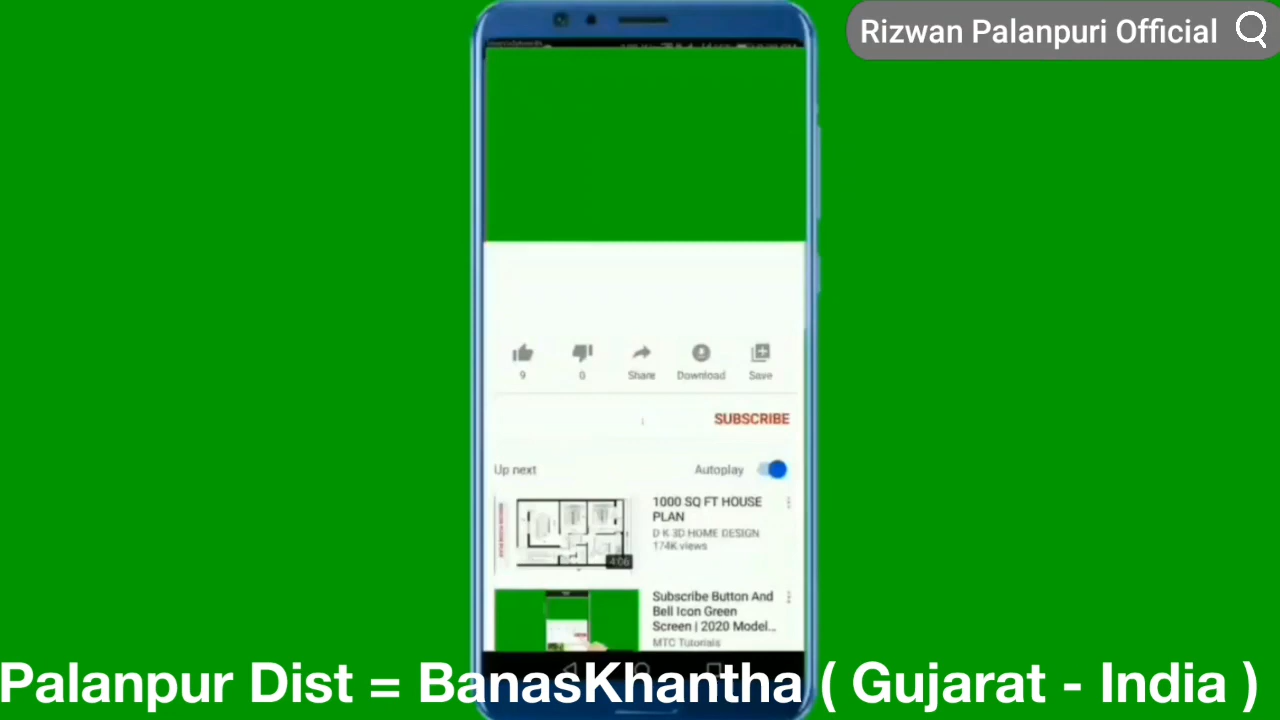 Rizwan Palanpuri Official
9
0
Share
Download
Save
SUBSCRIBE
Up next
Autoplay
1000 SQ FT HOUSE
PLAN
D K 3D HOME DESIGN
174K views
4:06
Subscribe Button And
Bell Icon Green
Screen | 2020 Model...
MTC Tutorials
Palanpur Dist = BanasKhantha ( Gujarat - India )